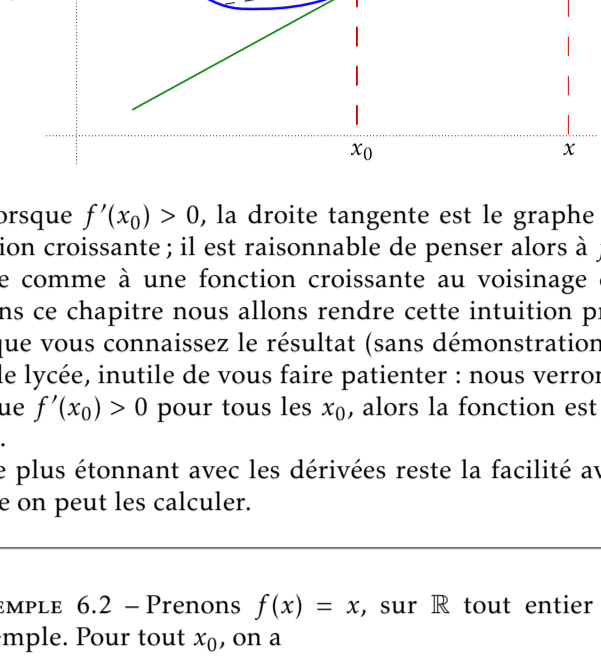 x₀ x
orsque f′(x₀) > 0, la droite tangente est le graphe
ion croissante ; il est raisonnable de penser alors à
e comme à une fonction croissante au voisinage
ns ce chapitre nous allons rendre cette intuition
que vous connaissez le résultat (sans démonstration
le lycée, inutile de vous faire patienter : nous verron
ue f′(x₀) > 0 pour tous les x₀, alors la fonction est
.
e plus étonnant avec les dérivées reste la facilité av
e on peut les calculer.
EMPLE 6.2 – Prenons f(x) = x, sur ℝ tout entier
emple. Pour tout x₀, on a